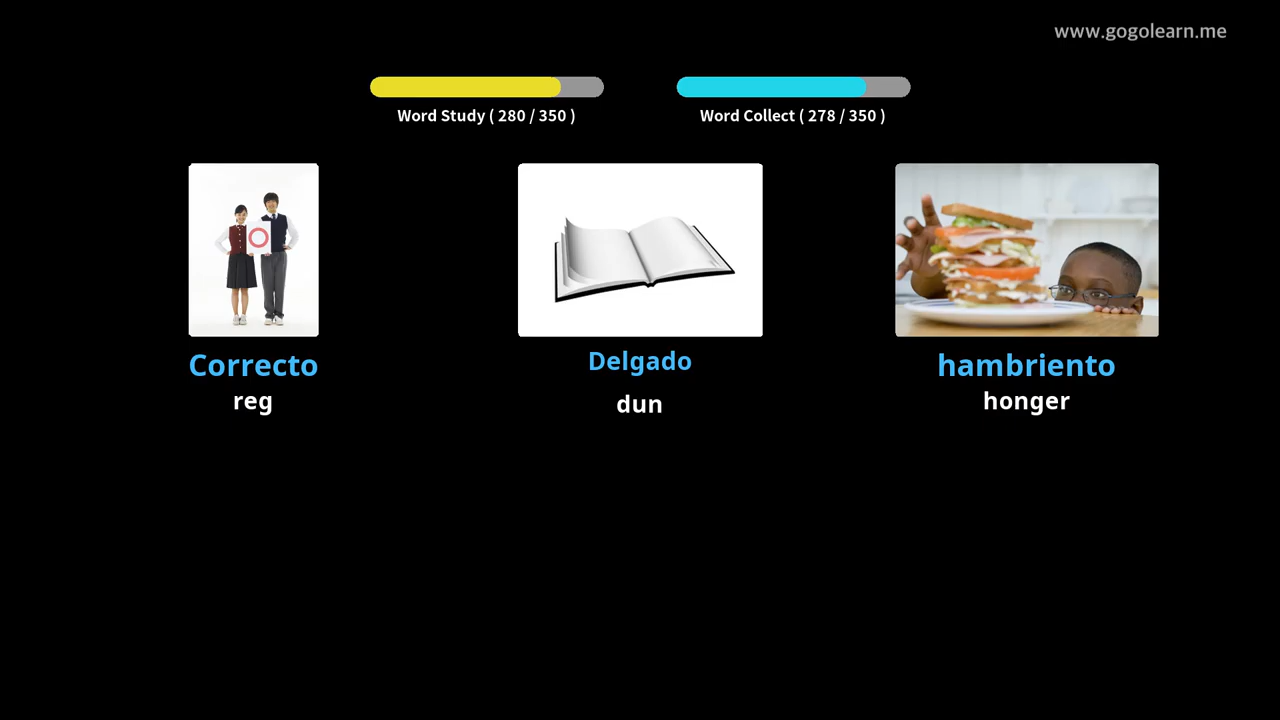 www.gogolearn.me
Word Study ( 280 / 350 )
Word Collect ( 278 / 350 )
Correcto
reg
Delgado
dun
hambriento
honger